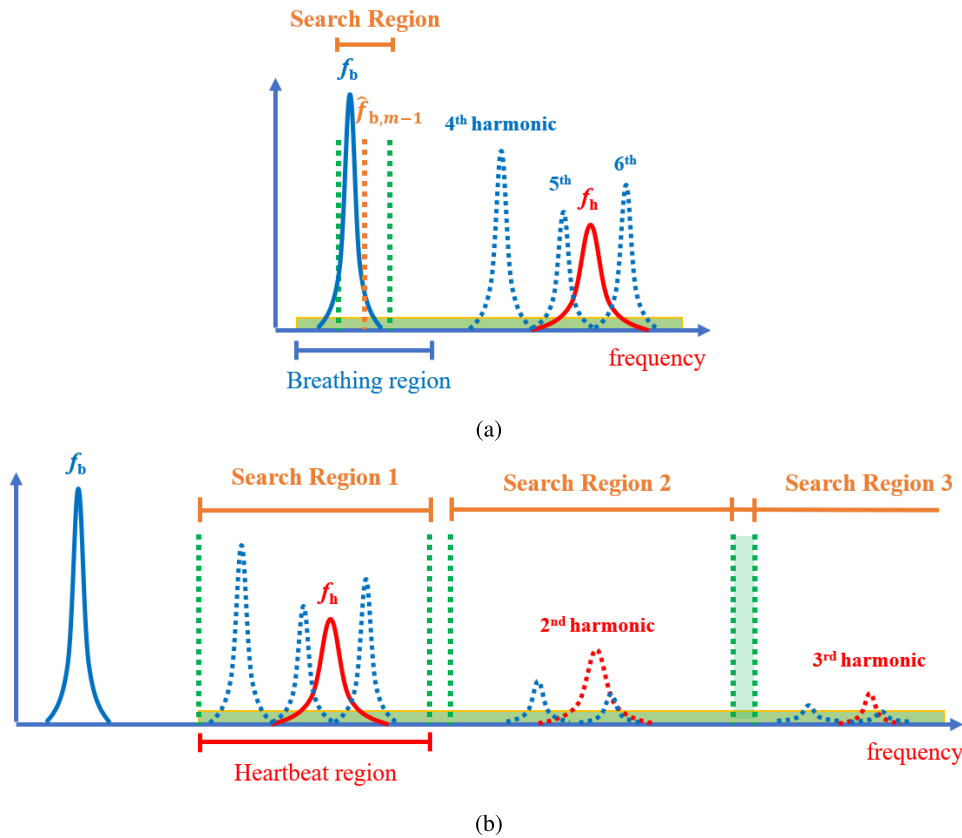 Search Region
f_b
f̂_b,m−1
4th harmonic
5th
6th
f_h
frequency
Breathing region
(a)
f_b
Search Region 1
Search Region 2
Search Region 3
f_h
2nd harmonic
3rd harmonic
frequency
Heartbeat region
(b)